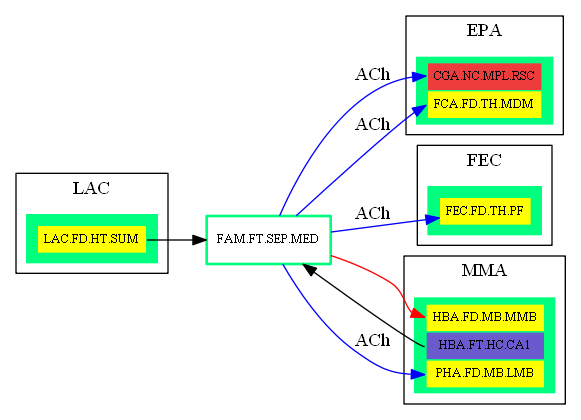 EPA
CGA.NC.MPL.RSC
FCA.FD.TH.MDM
ACh
ACh
FEC
FEC.FD.TH.PF
ACh
LAC
LAC.FD.HT.SUM
FAM.FT.SEP.MED
MMA
HBA.FD.MB.MMB
HBA.FT.HC.CA1
PHA.FD.MB.LMB
ACh